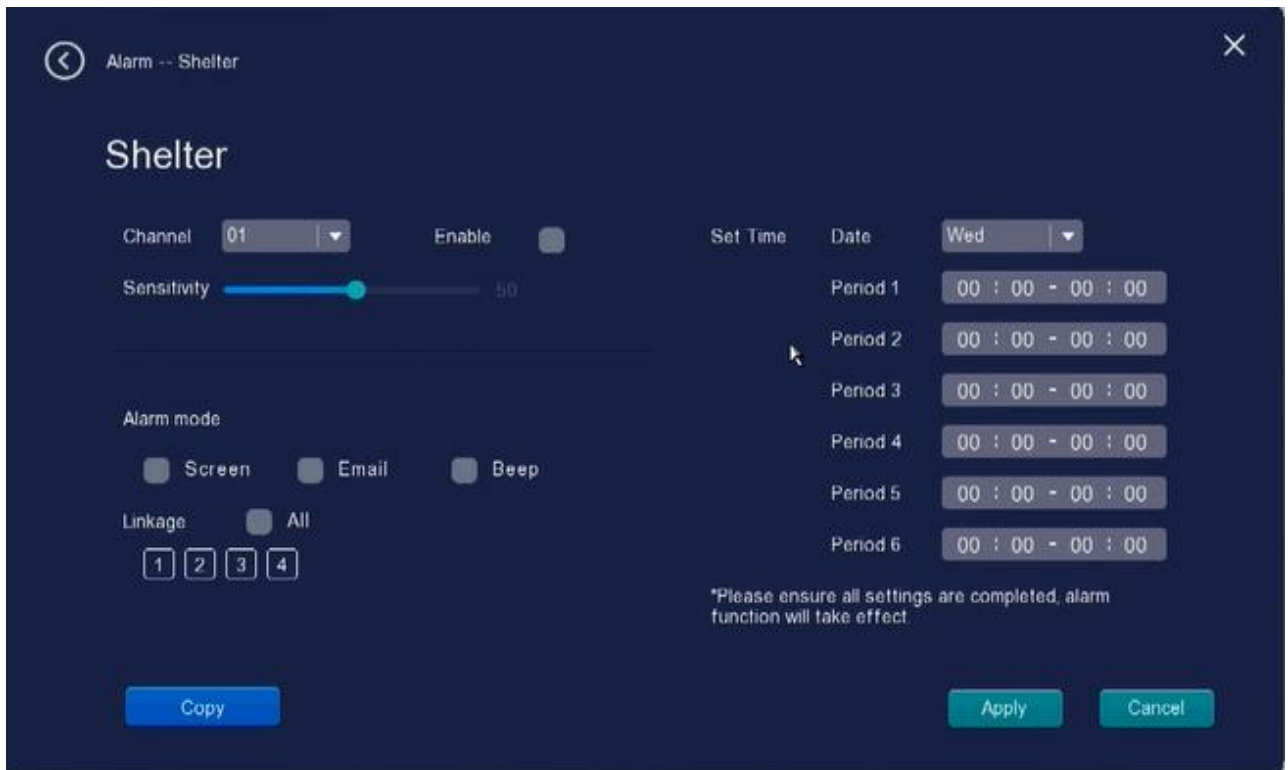 Alarm -- Shelter
Shelter
Channel 01 Enable
Sensitivity 50
Alarm mode
Screen Email Beep
Linkage All
1 2 3 4
Set Time Date Wed
Period 1 00 : 00 - 00 : 00
Period 2 00 : 00 - 00 : 00
Period 3 00 : 00 - 00 : 00
Period 4 00 : 00 - 00 : 00
Period 5 00 : 00 - 00 : 00
Period 6 00 : 00 - 00 : 00
*Please ensure all settings are completed, alarm
function will take effect.
Copy Apply Cancel